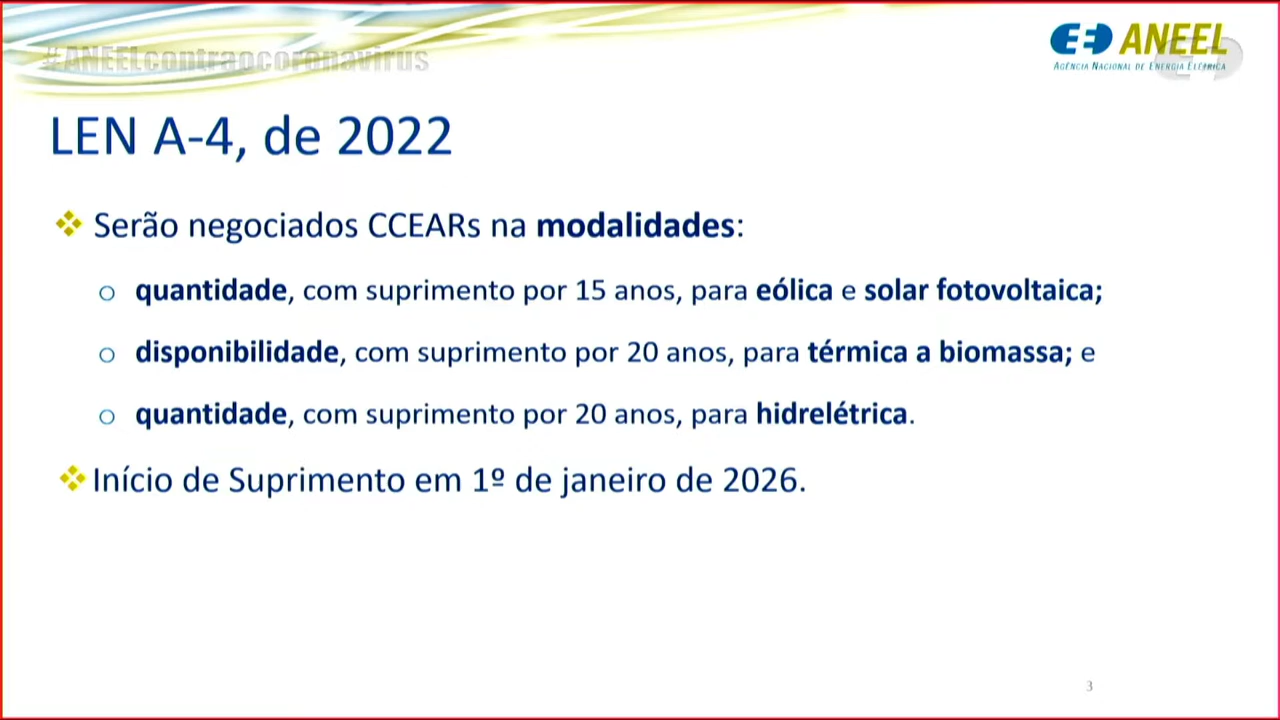 #ANEELcontraocoronavirus
ANEEL
AGÊNCIA NACIONAL DE ENERGIA ELÉTRICA
LEN A-4, de 2022
Serão negociados CCEARs na modalidades:
quantidade, com suprimento por 15 anos, para eólica e solar fotovoltaica;
disponibilidade, com suprimento por 20 anos, para térmica a biomassa; e
quantidade, com suprimento por 20 anos, para hidrelétrica.
Início de Suprimento em 1º de janeiro de 2026.
3